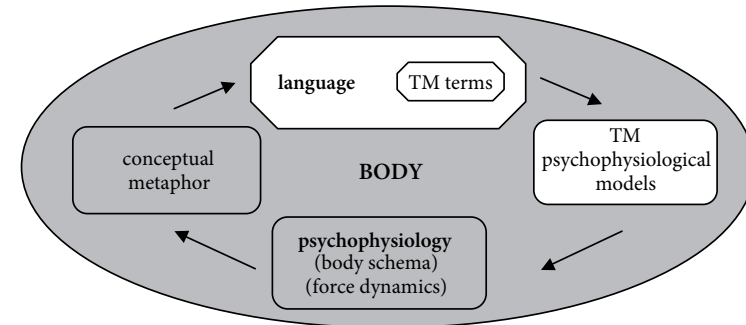 language
TM terms
conceptual
metaphor
BODY
TM
psychophysiological
models
psychophysiology
(body schema)
(force dynamics)